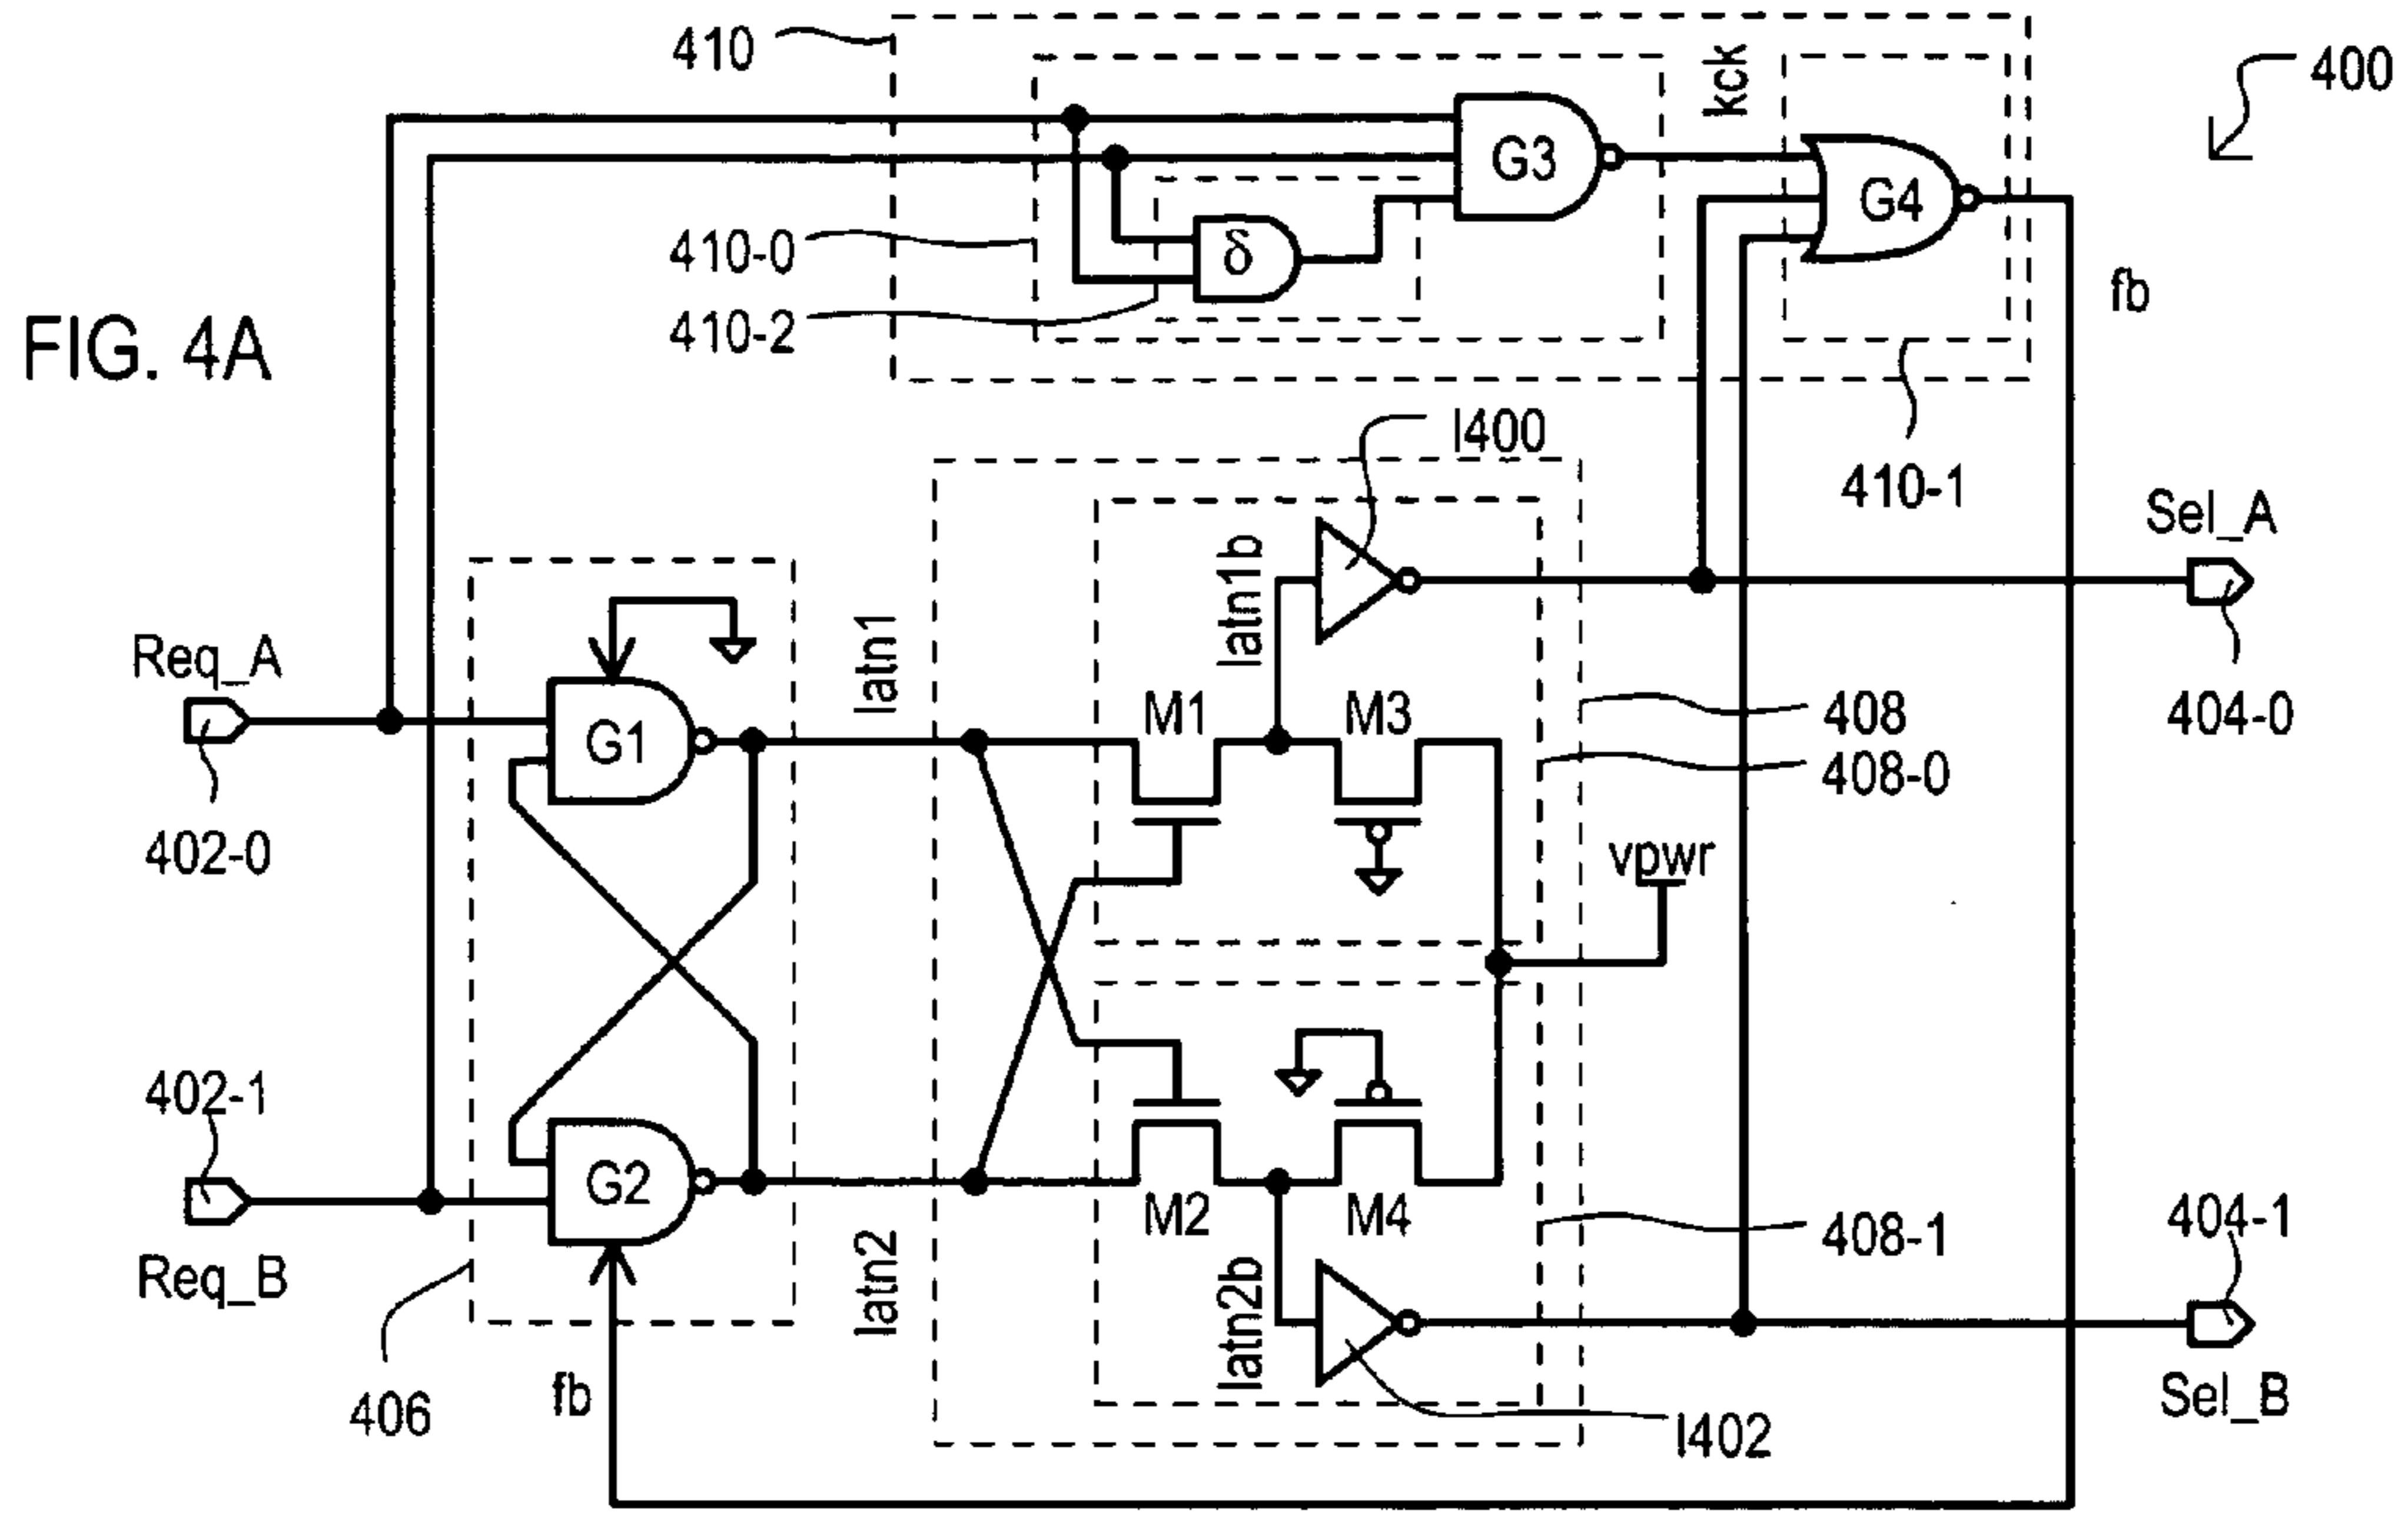 410
kck
400
G3
G4
410-0
δ
410-2
fb
FIG. 4A
I400
410-1
Sel_A
latn1b
latn1
Req_A
M1
M3
408
404-0
G1
408-0
402-0
vpwr
402-1
404-1
G2
M2
M4
408-1
Req_B
latn2
latn2b
fb
406
Sel_B
I402